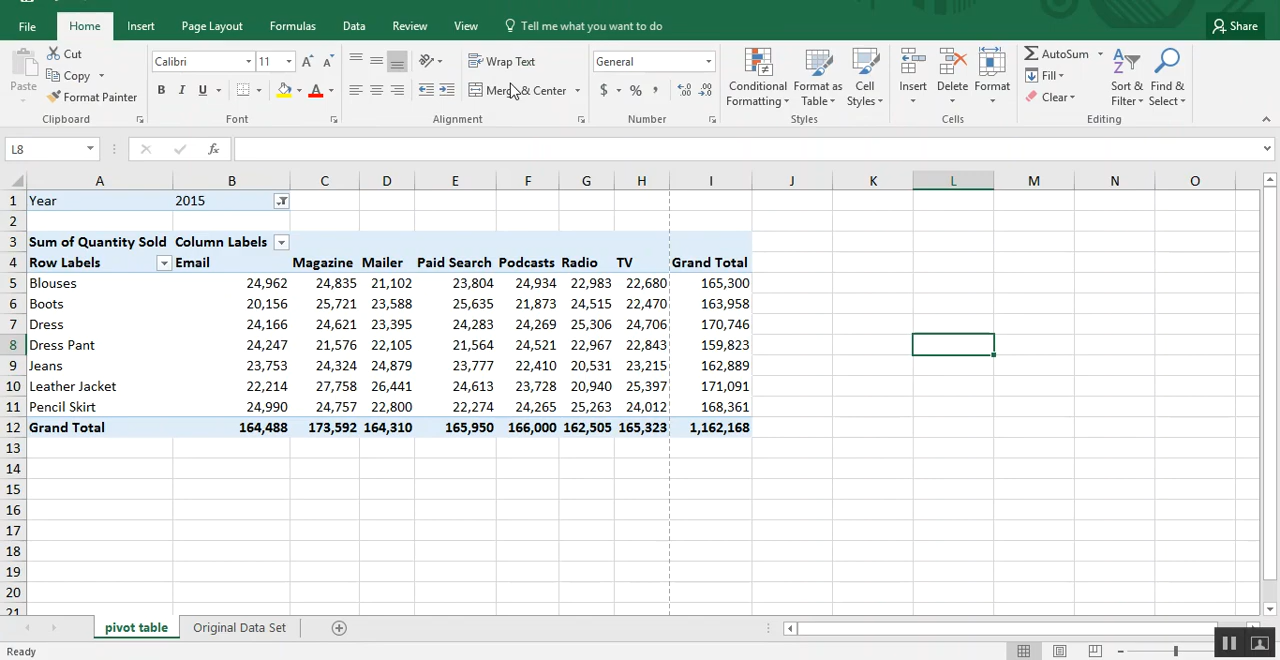 File Home Insert Page Layout Formulas Data Review View Tell me what you want to do Share
Paste Cut Copy Format Painter Clipboard
Calibri 11 A A B I U A Font
Wrap Text Merge & Center Alignment
General $ % , Number
Conditional Formatting Format as Table Cell Styles Styles
Insert Delete Format Cells
AutoSum Fill Clear Sort & Filter Find & Select Editing
L8 fx
A B C D E F G H I J K L M N O
1 Year 2015
2
3 Sum of Quantity Sold Column Labels
4 Row Labels Email Magazine Mailer Paid Search Podcasts Radio TV Grand Total
5 Blouses 24,962 24,835 21,102 23,804 24,934 22,983 22,680 165,300
6 Boots 20,156 25,721 23,588 25,635 21,873 24,515 22,470 163,958
7 Dress 24,166 24,621 23,395 24,283 24,269 25,306 24,706 170,746
8 Dress Pant 24,247 21,576 22,105 21,564 24,521 22,967 22,843 159,823
9 Jeans 23,753 24,324 24,879 23,777 22,410 20,531 23,215 162,889
10 Leather Jacket 22,214 27,758 26,441 24,613 23,728 20,940 25,397 171,091
11 Pencil Skirt 24,990 24,757 22,800 22,274 24,265 25,263 24,012 168,361
12 Grand Total 164,488 173,592 164,310 165,950 166,000 162,505 165,323 1,162,168
13
14
15
16
17
18
19
20
21
pivot table Original Data Set
Ready